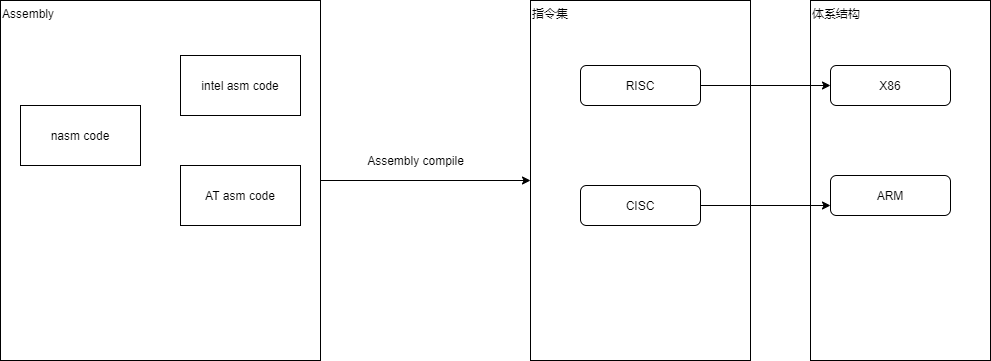 Assembly
intel asm code
nasm code
AT asm code
Assembly compile
指令集
RISC
CISC
体系结构
X86
ARM